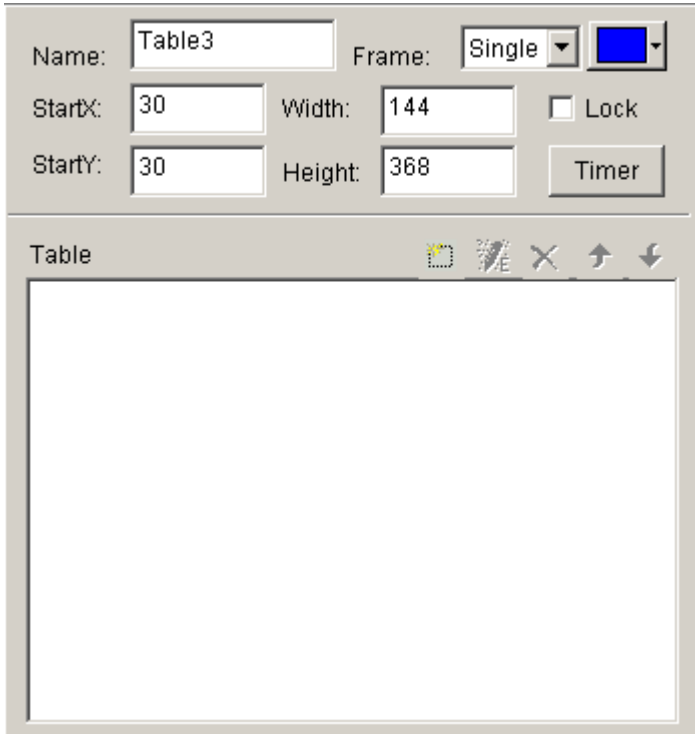 Name: Table3 Frame: Single
StartX: 30 Width: 144 Lock
StartY: 30 Height: 368 Timer
Table E